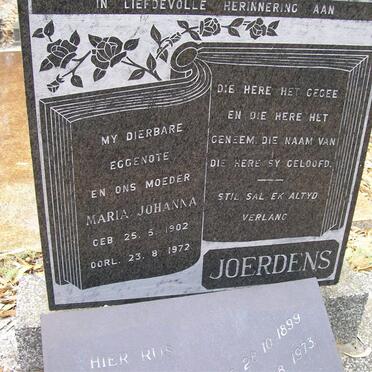 IN LIEFDEVOLLE HERINNERING AAN
MY DIERBARE
EGGENOTE
EN ONS MOEDER
MARIA JOHANNA
GEB 25. 5. 1902
OORL. 23. 8. 1972
DIE HERE HET GEGEE
EN DIE HERE HET
GENEEM, DIE NAAM VAN
DIE HERE SY GELOOFD.
STIL SAL EK ALTYD
VERLANG
JOERDENS
HIER RUS
28.10.1899
.8.1973